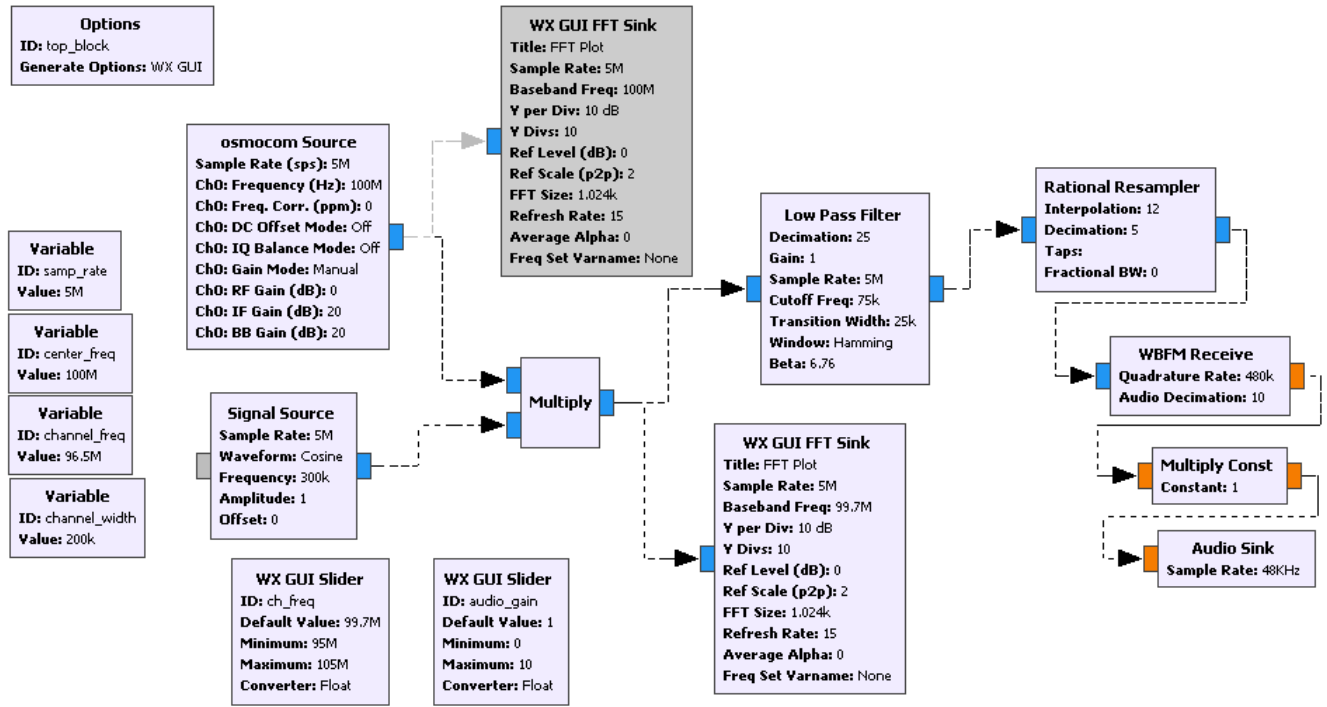 Options
ID: top_block
Generate Options: WX GUI
WX GUI FFT Sink
Title: FFT Plot
Sample Rate: 5M
Baseband Freq: 100M
Y per Div: 10 dB
Y Divs: 10
Ref Level (dB): 0
Ref Scale (p2p): 2
FFT Size: 1.024k
Refresh Rate: 15
Average Alpha: 0
Freq Set Varname: None
osmocom Source
Sample Rate (sps): 5M
Ch0: Frequency (Hz): 100M
Ch0: Freq. Corr. (ppm): 0
Ch0: DC Offset Mode: Off
Ch0: IQ Balance Mode: Off
Ch0: Gain Mode: Manual
Ch0: RF Gain (dB): 0
Ch0: IF Gain (dB): 20
Ch0: BB Gain (dB): 20
Variable
ID: samp_rate
Value: 5M
Variable
ID: center_freq
Value: 100M
Variable
ID: channel_freq
Value: 96.5M
Variable
ID: channel_width
Value: 200k
Signal Source
Sample Rate: 5M
Waveform: Cosine
Frequency: 300k
Amplitude: 1
Offset: 0
Multiply
Low Pass Filter
Decimation: 25
Gain: 1
Sample Rate: 5M
Cutoff Freq: 75k
Transition Width: 25k
Window: Hamming
Beta: 6.76
Rational Resampler
Interpolation: 12
Decimation: 5
Taps:
Fractional BW: 0
WBFM Receive
Quadrature Rate: 480k
Audio Decimation: 10
Multiply Const
Constant: 1
Audio Sink
Sample Rate: 48KHz
WX GUI FFT Sink
Title: FFT Plot
Sample Rate: 5M
Baseband Freq: 99.7M
Y per Div: 10 dB
Y Divs: 10
Ref Level (dB): 0
Ref Scale (p2p): 2
FFT Size: 1.024k
Refresh Rate: 15
Average Alpha: 0
Freq Set Varname: None
WX GUI Slider
ID: ch_freq
Default Value: 99.7M
Minimum: 95M
Maximum: 105M
Converter: Float
WX GUI Slider
ID: audio_gain
Default Value: 1
Minimum: 0
Maximum: 10
Converter: Float